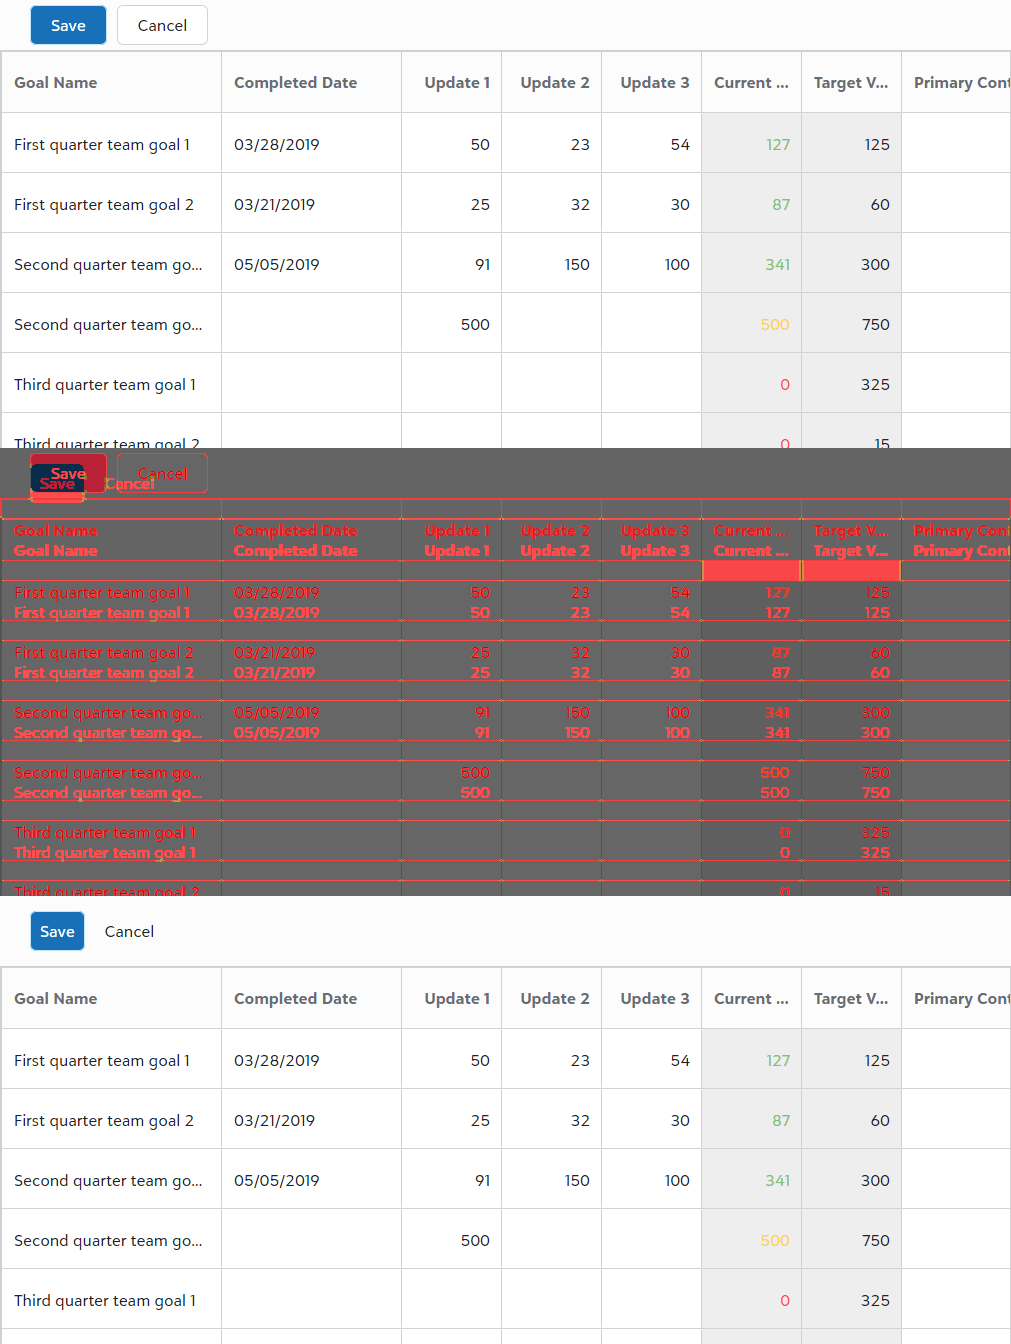 Save Cancel
Goal Name Completed Date Update 1 Update 2 Update 3 Current ... Target V... Primary Cont
First quarter team goal 1 03/28/2019 50 23 54 127 125
First quarter team goal 2 03/21/2019 25 32 30 87 60
Second quarter team go... 05/05/2019 91 150 100 341 300
Second quarter team go... 500 500 750
Third quarter team goal 1 0 325
Third quarter team goal 2 0 15
Save Cancel
Save Cancel
Goal Name Completed Date Update 1 Update 2 Update 3 Current ... Target V... Primary Cont
Goal Name Completed Date Update 1 Update 2 Update 3 Current ... Target V... Primary Cont
First quarter team goal 1 03/28/2019 50 23 54 127 125
First quarter team goal 1 03/28/2019 50 23 54 127 125
First quarter team goal 2 03/21/2019 25 32 30 87 60
First quarter team goal 2 03/21/2019 25 32 30 87 60
Second quarter team go... 05/05/2019 91 150 100 341 300
Second quarter team go... 05/05/2019 91 150 100 341 300
Second quarter team go... 500 500 750
Second quarter team go... 500 500 750
Third quarter team goal 1 0 325
Third quarter team goal 1 0 325
Third quarter team goal 2 0 15
Save Cancel
Goal Name Completed Date Update 1 Update 2 Update 3 Current ... Target V... Primary Cont
First quarter team goal 1 03/28/2019 50 23 54 127 125
First quarter team goal 2 03/21/2019 25 32 30 87 60
Second quarter team go... 05/05/2019 91 150 100 341 300
Second quarter team go... 500 500 750
Third quarter team goal 1 0 325